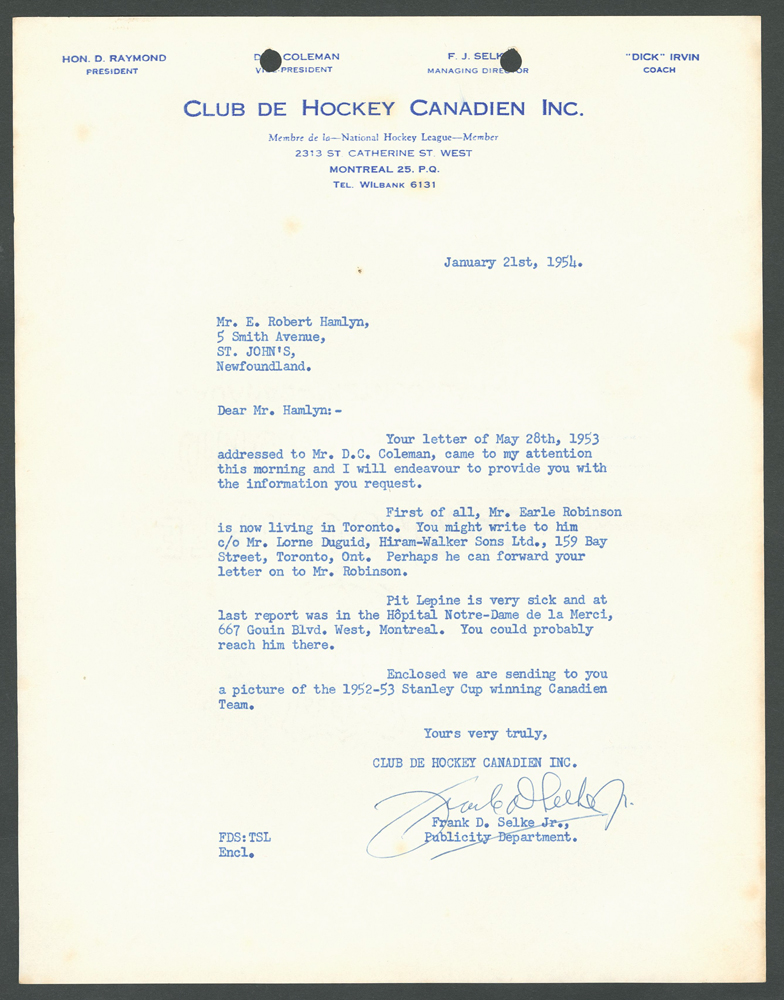 HON. D. RAYMOND
PRESIDENT
COLEMAN
PRESIDENT
F. J.
MANAGING
"DICK" IRVIN
COACH
CLUB DE HOCKEY CANADIEN INC.
Membre de la—National Hockey League—Member
2313 ST CATHERINE ST. WEST
MONTREAL 25. P.Q.
TEL. WILBANK 6131
January 21st, 1954.
Mr. E. Robert Hamlyn,
5 Smith Avenue,
ST. JOHN'S,
Newfoundland.
Dear Mr. Hamlyn:-
Your letter of May 28th, 1953
addressed to Mr. D.C. Coleman, came to my attention
this morning and I will endeavour to provide you with
the information you request.
First of all, Mr. Earle Robinson
is now living in Toronto. You might write to him
c/o Mr. Lorne Duguid, Hiram-Walker Sons Ltd., 159 Bay
Street, Toronto, Ont. Perhaps he can forward your
letter on to Mr. Robinson.
Pit Lepine is very sick and at
last report was in the Hôpital Notre-Dame de la Merci,
667 Gouin Blvd. West, Montreal. You could probably
reach him there.
Enclosed we are sending to you
a picture of the 1952-53 Stanley Cup winning Canadien
Team.
Yours very truly,
CLUB DE HOCKEY CANADIEN INC.
Frank D Selke Jr.
Frank D. Selke Jr.,
Publicity Department.
FDS:TSL
Encl.